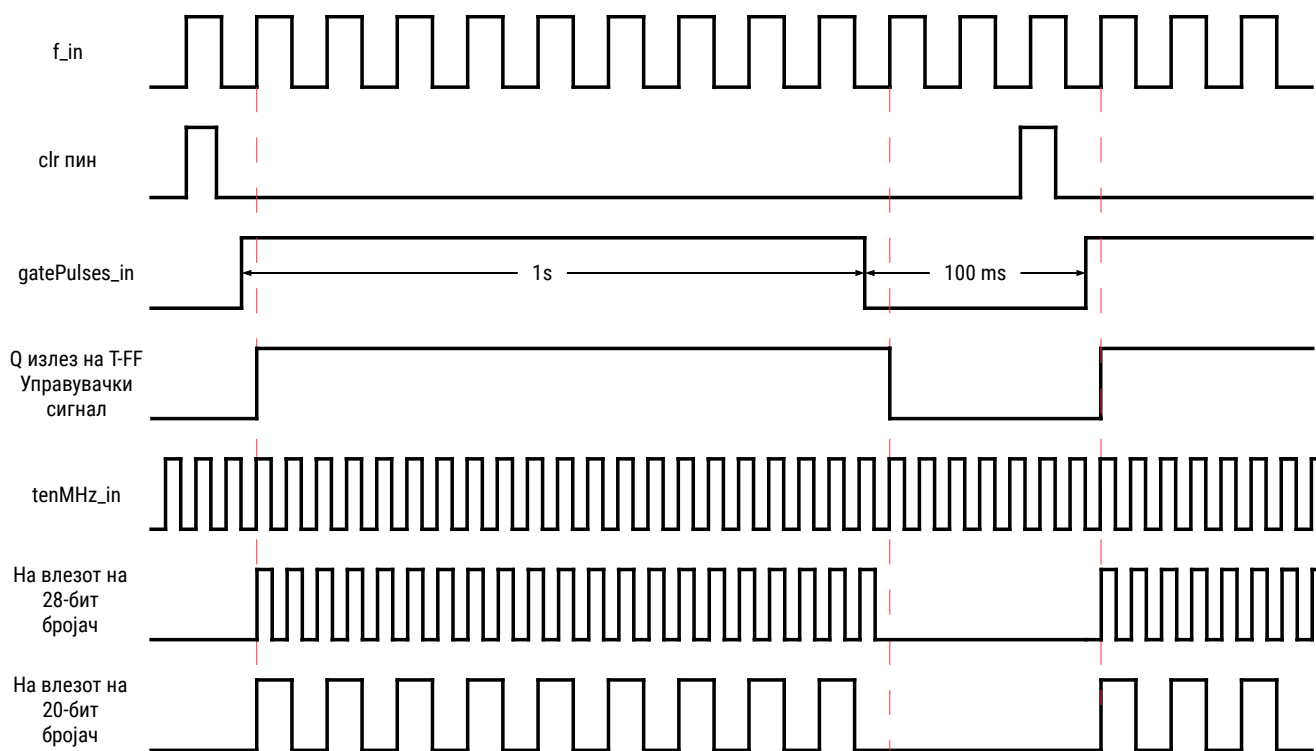 f_in
clr пин
gatePulses_in
1s
100 ms
Q излез на T-FF
Управувачки
сигнал
tenMHz_in
На влезот на
28-бит
бројач
На влезот на
20-бит
бројач